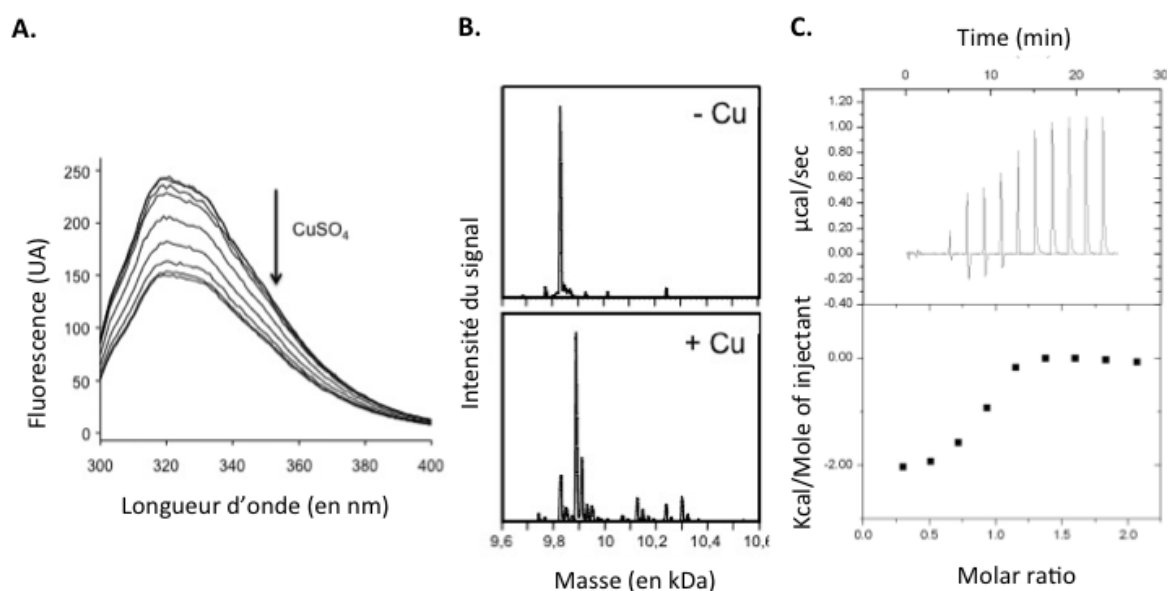 A.
Fluorescence (UA)
250
200
150
100
50
0
CuSO₄
300
320
340
360
380
400
Longueur d’onde (en nm)
B.
Intensité du signal
- Cu
+ Cu
9,6
9,8
10
10,2
10,4
10,6
Masse (en kDa)
C.
Time (min)
0
10
20
30
µcal/sec
1.20
1.00
0.80
0.60
0.40
0.20
0.00
-0.20
-0.40
Kcal/Mole of injectant
0.00
-2.00
0.0
0.5
1.0
1.5
2.0
Molar ratio